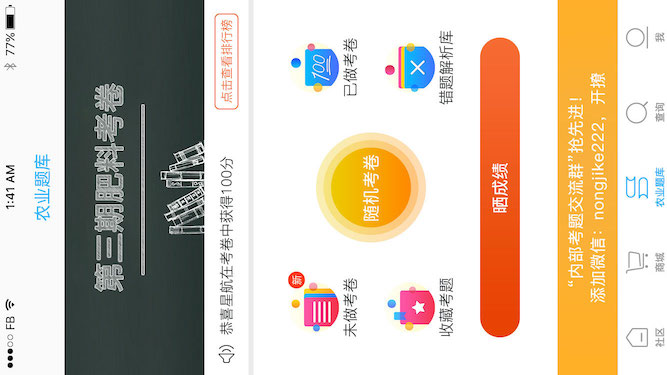 FB 1:41 AM 77%
农业题库
第三期肥料考卷
恭喜星航在考卷中获得100分 点击查看排行榜
新
100
未做考卷
随机考卷
已做考卷
收藏考题
错题解析库
晒成绩
“内部考题交流群”抢先进！
添加微信：nongjike222，开撩
社区 商城 农业题库 查询 我